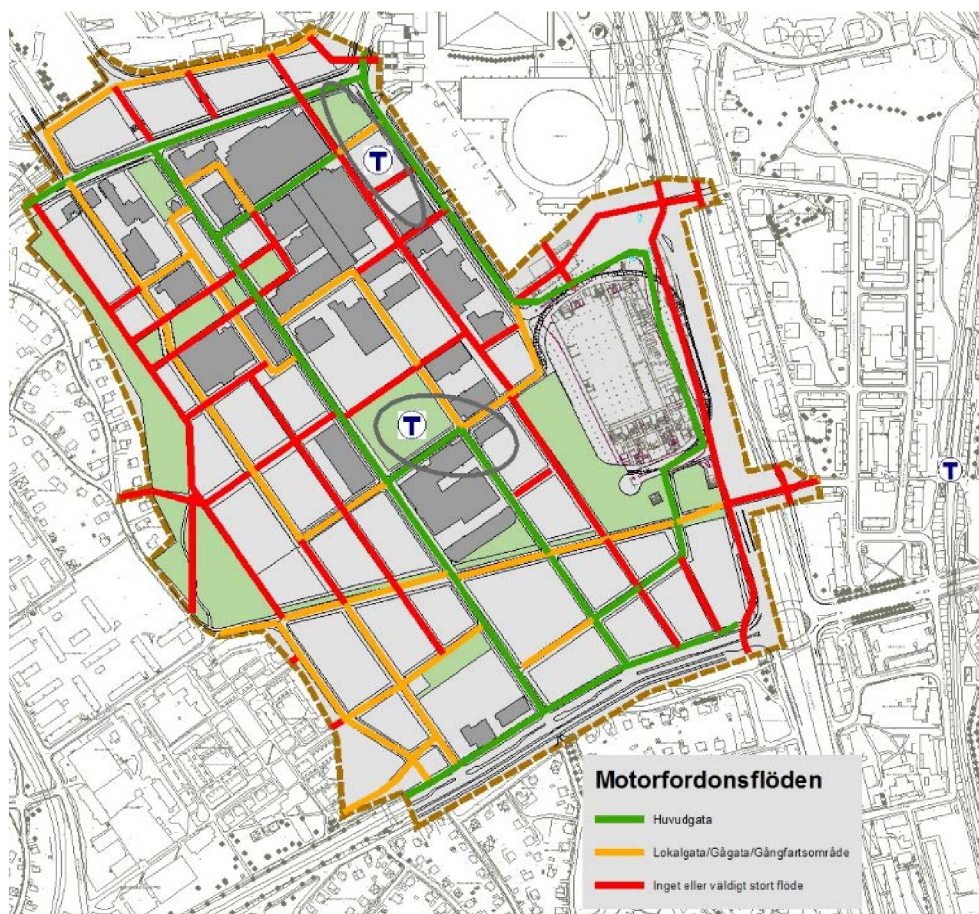 T
T
T
Motorfordonsflöden
Huvudgata
Lokalgata/Gågata/Gångfartsområde
Inget eller väldigt stort flöde